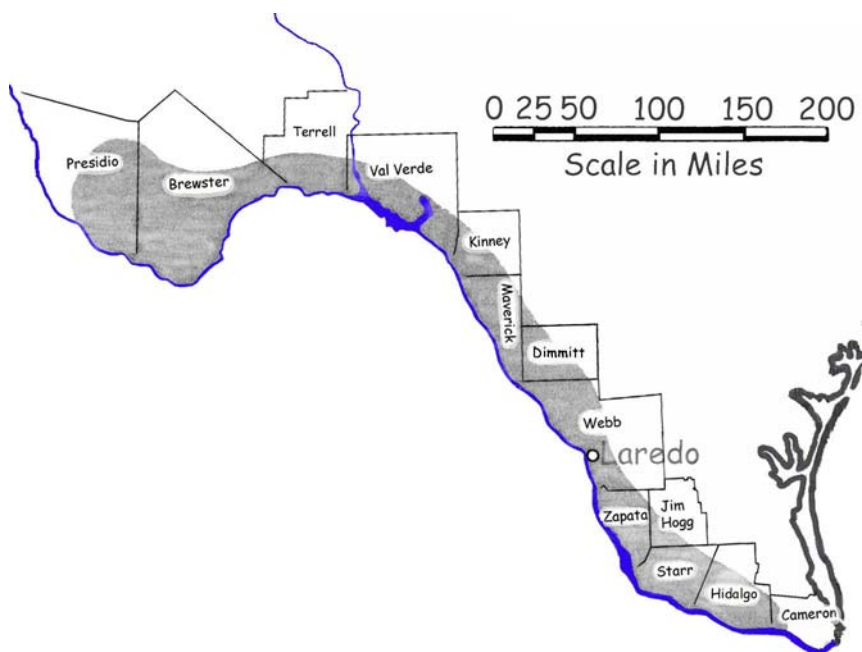 0 25 50 100 150 200
Scale in Miles
Terrell
Presidio
Brewster
Val Verde
Kinney
Maverick
Dimmitt
Webb
Laredo
Zapata
Jim
Hogg
Starr
Hidalgo
Cameron